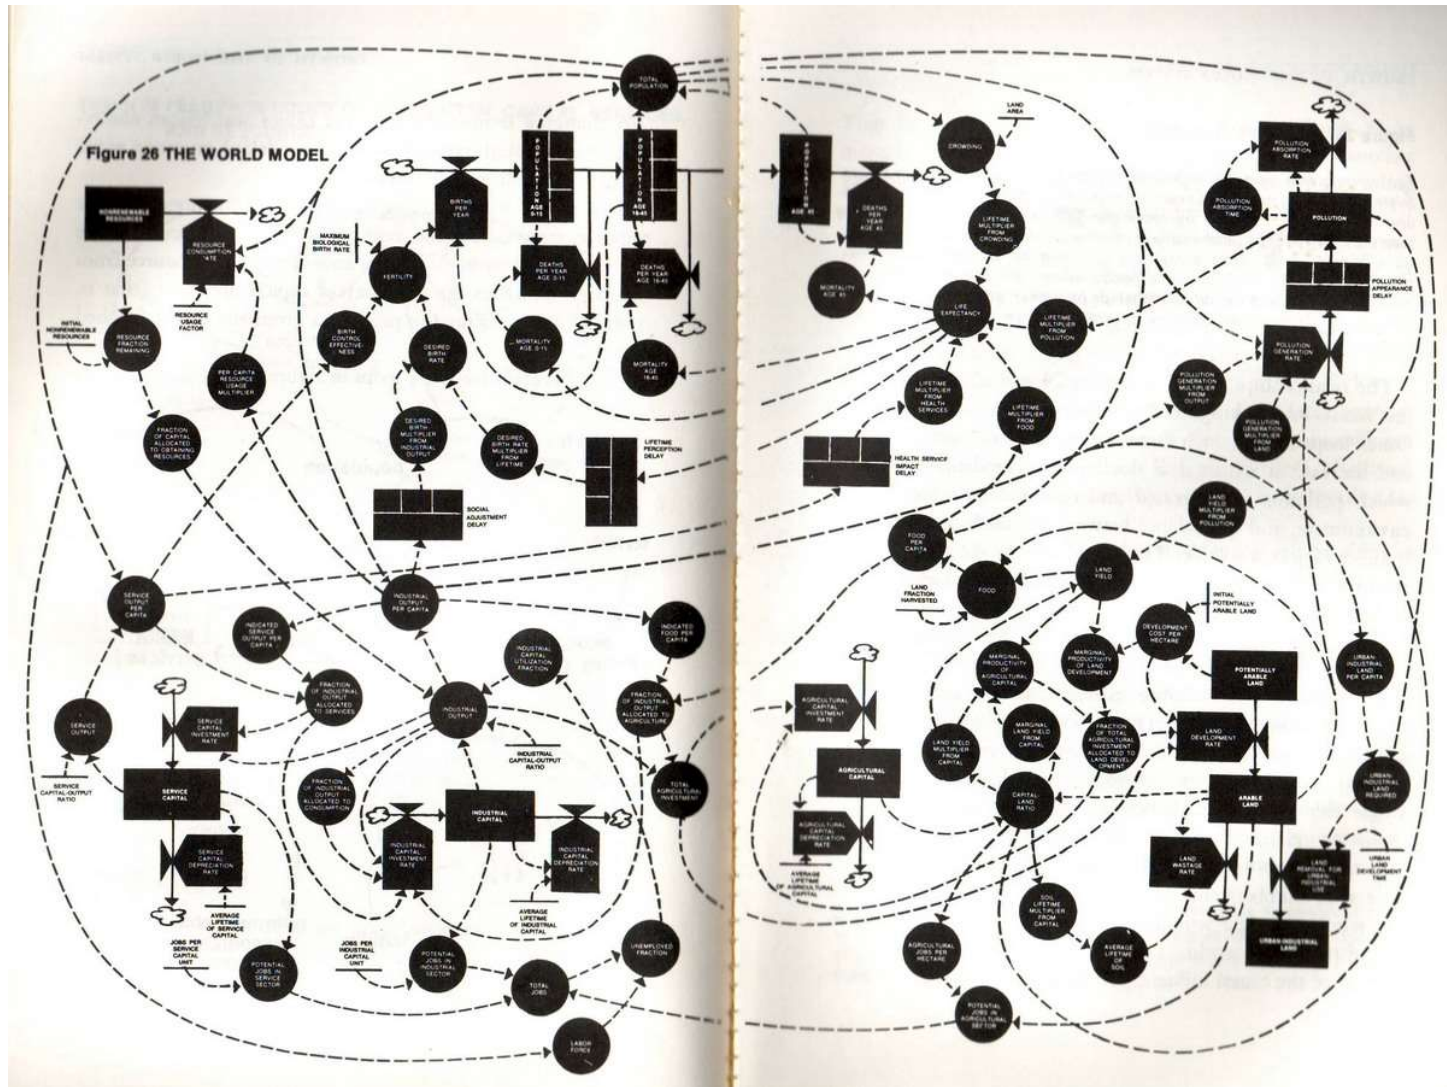 Figure 26 THE WORLD MODEL
TOTAL
POPULATION
NONRENEWABLE
RESOURCES
RESOURCE
CONSUMPTION
RATE
RESOURCE
USAGE
FACTOR
INITIAL
NONRENEWABLE
RESOURCES
RESOURCE
FRACTION
REMAINING
PER CAPITA
RESOURCE
USAGE
MULTIPLIER
FRACTION
OF CAPITAL
ALLOCATED
TO OBTAINING
RESOURCES
MAXIMUM
BIOLOGICAL
BIRTH RATE
FERTILITY
BIRTHS
PER
YEAR
POPULATION
AGE
0-15
POPULATION
AGE
16-45
DEATHS
PER YEAR
AGE 0-15
DEATHS
PER YEAR
AGE 16-45
BIRTH
CONTROL
EFFECTIVE-
NESS
DESIRED
BIRTH
RATE
MORTALITY
AGE 0-15
MORTALITY
AGE
16-45
DESIRED
BIRTH
MULTIPLIER
FROM
INDUSTRIAL
OUTPUT
DESIRED
BIRTH RATE
MULTIPLIER
FROM
LIFETIME
LIFETIME
PERCEPTION
DELAY
SOCIAL
ADJUSTMENT
DELAY
SERVICE
OUTPUT
PER
CAPITA
INDICATED
SERVICE
OUTPUT PER
CAPITA
INDUSTRIAL
OUTPUT
PER CAPITA
INDUSTRIAL
CAPITAL
UTILIZATION
FRACTION
INDICATED
FOOD PER
CAPITA
FRACTION
OF INDUSTRIAL
OUTPUT
ALLOCATED
TO SERVICES
INDUSTRIAL
OUTPUT
FRACTION
OF INDUSTRIAL
OUTPUT
ALLOCATED TO
AGRICULTURE
SERVICE
OUTPUT
SERVICE
CAPITAL
INVESTMENT
RATE
SERVICE
CAPITAL-OUTPUT
RATIO
SERVICE
CAPITAL
FRACTION
OF INDUSTRIAL
OUTPUT
ALLOCATED TO
CONSUMPTION
INDUSTRIAL
CAPITAL-OUTPUT
RATIO
TOTAL
AGRICULTURAL
INVESTMENT
INDUSTRIAL
CAPITAL
SERVICE
CAPITAL
DEPRECIATION
RATE
INDUSTRIAL
CAPITAL
INVESTMENT
RATE
INDUSTRIAL
CAPITAL
DEPRECIATION
RATE
AVERAGE
LIFETIME
OF SERVICE
CAPITAL
AVERAGE
LIFETIME
OF INDUSTRIAL
CAPITAL
JOBS PER
SERVICE
CAPITAL
UNIT
JOBS PER
INDUSTRIAL
CAPITAL
UNIT
POTENTIAL
JOBS IN
SERVICE
SECTOR
POTENTIAL
JOBS IN
INDUSTRIAL
SECTOR
TOTAL
JOBS
UNEMPLOYED
FRACTION
LABOR
FORCE
POPULATION
AGE 45
DEATHS
PER
YEAR
AGE 45
MORTALITY
AGE 45
LAND
AREA
CROWDING
LIFETIME
MULTIPLIER
FROM
CROWDING
LIFE
EXPECTANCY
LIFETIME
MULTIPLIER
FROM
POLLUTION
LIFETIME
MULTIPLIER
FROM HEALTH
SERVICES
LIFETIME
MULTIPLIER
FROM
FOOD
HEALTH SERVICE
IMPACT
DELAY
POLLUTION
ABSORPTION
RATE
POLLUTION
ABSORPTION
TIME
POLLUTION
POLLUTION
APPEARANCE
DELAY
POLLUTION
GENERATION
RATE
POLLUTION
GENERATION
MULTIPLIER
FROM
OUTPUT
POLLUTION
GENERATION
MULTIPLIER
FROM
LAND
LAND
YIELD
MULTIPLIER
FROM
POLLUTION
FOOD
PER
CAPITA
LAND
FRACTION
HARVESTED
FOOD
LAND
YIELD
INITIAL
POTENTIALLY
ARABLE LAND
DEVELOPMENT
COST PER
HECTARE
MARGINAL
PRODUCTIVITY
OF
AGRICULTURAL
CAPITAL
MARGINAL
PRODUCTIVITY
OF LAND
DEVELOPMENT
POTENTIALLY
ARABLE
LAND
URBAN-
INDUSTRIAL
LAND
PER CAPITA
AGRICULTURAL
CAPITAL
INVESTMENT
RATE
LAND YIELD
MULTIPLIER
FROM
CAPITAL
MARGINAL
LAND YIELD
FROM
CAPITAL
FRACTION
OF TOTAL
AGRICULTURAL
INVESTMENT
ALLOCATED TO
LAND DEVEL-
OPMENT
LAND
DEVELOPMENT
RATE
AGRICULTURAL
CAPITAL
CAPITAL-
LAND
RATIO
ARABLE
LAND
URBAN-
INDUSTRIAL
LAND
REQUIRED
AGRICULTURAL
CAPITAL
DEPRECIATION
RATE
AVERAGE
LIFETIME
OF AGRICULTURAL
CAPITAL
LAND
WASTAGE
RATE
LAND
REMOVAL FOR
URBAN-
INDUSTRIAL
USE
URBAN
LAND
DEVELOPMENT
TIME
SOIL
LIFETIME
MULTIPLIER
FROM
CAPITAL
AGRICULTURAL
JOBS PER
HECTARE
AVERAGE
LIFETIME
OF
SOIL
URBAN-INDUSTRIAL
LAND
POTENTIAL
JOBS IN
AGRICULTURAL
SECTOR